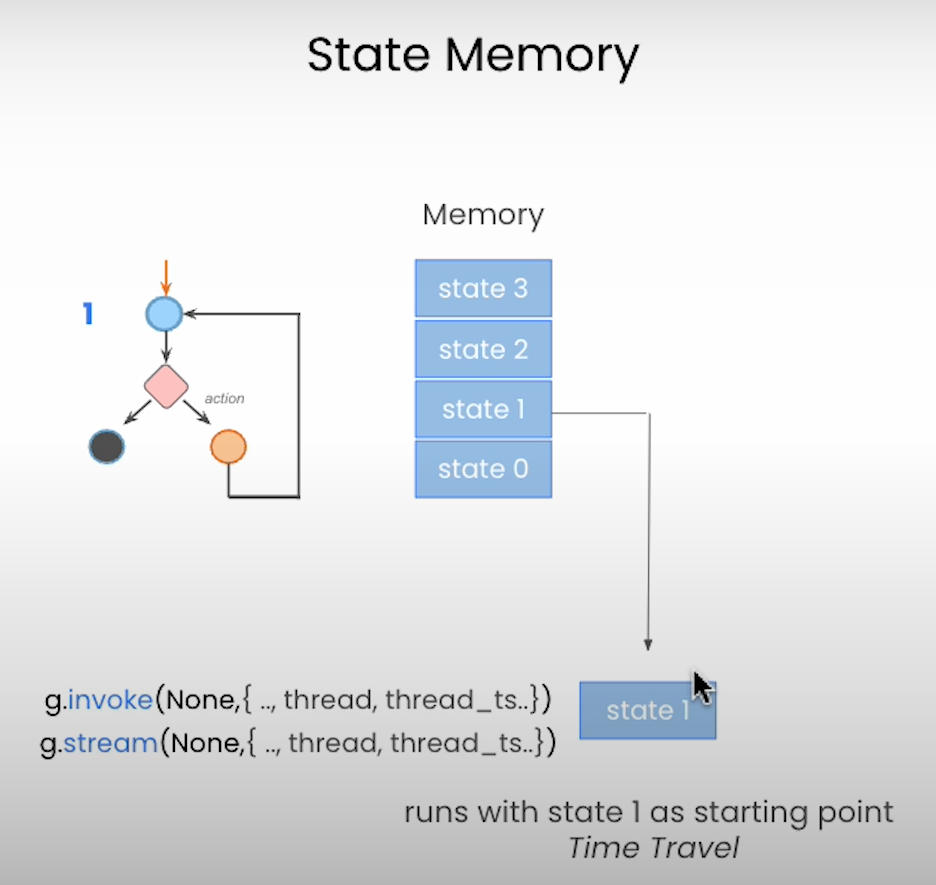 State Memory
Memory
state 3
1
state 2
action
state 1
state 0
g.invoke(None,{ .., thread, thread_ts..})
state 1
g.stream(None,{ .., thread, thread_ts..})
runs with state 1 as starting point
Time Travel